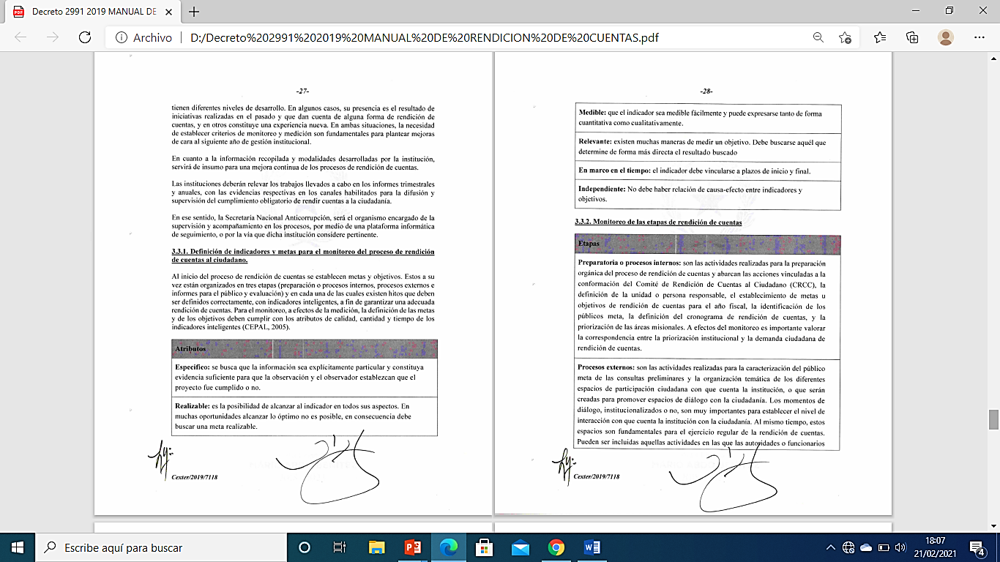 Decreto 2991 2019 MANUAL DE
Archivo
D:/Decreto%202991%202019%20MANUAL%20DE%20RENDICION%20DE%20CUENTAS.pdf
-27-
tienen diferentes niveles de desarrollo. En algunos casos, su presencia es el resultado de
iniciativas realizadas en el pasado y que dan cuenta de alguna forma de rendición de
cuentas, y en otros constituye una experiencia nueva. En ambas situaciones, la necesidad
de establecer criterios de monitoreo y medición son fundamentales para plantear mejoras
de cara al siguiente año de gestión institucional.
En cuanto a la información recopilada y modalidades desarrolladas por la institución,
servirá de insumo para una mejora continua de los procesos de rendición de cuentas.
Las instituciones deberán relevar los trabajos llevados a cabo en los informes trimestrales
y anuales, con las evidencias respectivas en los canales habilitados para la difusión y
supervisión del cumplimiento obligatorio de rendir cuentas a la ciudadanía.
En ese sentido, la Secretaría Nacional Anticorrupción, será el organismo encargado de la
supervisión y acompañamiento en los procesos, por medio de una plataforma informática
de seguimiento, o por la vía que dicha institución considere pertinente.
3.3.1. Definición de indicadores y metas para el monitoreo del proceso de rendición
de cuentas al ciudadano.
Al inicio del proceso de rendición de cuentas se establecen metas y objetivos. Estos a su
vez están organizados en tres etapas (preparación o procesos internos, procesos externos e
informes para el público y evaluación) y en cada una de las cuales existen hitos que deben
ser definidos correctamente, con indicadores inteligentes, a fin de garantizar una adecuada
rendición de cuentas. Para el monitoreo, a efectos de la medición, la definición de las metas
y de los objetivos deben cumplir con los atributos de calidad, cantidad y tiempo de los
indicadores inteligentes (CEPAL, 2005).
Atributos
Específico: se busca que la información sea explícitamente particular y constituya
evidencia suficiente para que la observación y el observador establezcan que el
proyecto fue cumplido o no.
Realizable: es la posibilidad de alcanzar al indicador en todos sus aspectos. En
muchas oportunidades alcanzar lo óptimo no es posible, en consecuencia debe
buscar una meta realizable.
Cexter/2019/7118
-28-
Medible: que el indicador sea medible fácilmente y puede expresarse tanto de forma
cuantitativa como cualitativamente.
Relevante: existen muchas maneras de medir un objetivo. Debe buscarse aquél que
determine de forma más directa el resultado buscado
En marco en el tiempo: el indicador debe vincularse a plazos de inicio y final.
Independiente: No debe haber relación de causa-efecto entre indicadores y
objetivos.
3.3.2. Monitoreo de las etapas de rendición de cuentas
Etapas
Preparatoria o procesos internos: son las actividades realizadas para la preparación
orgánica del proceso de rendición de cuentas y abarcan las acciones vinculadas a la
conformación del Comité de Rendición de Cuentas al Ciudadano (CRCC), la
definición de la unidad o persona responsable, el establecimiento de metas u
objetivos de rendición de cuentas para el año fiscal, la identificación de los
públicos meta, la definición del cronograma de rendición de cuentas, y la
priorización de las áreas misionales. A efectos del monitoreo es importante valorar
la correspondencia entre la priorización institucional y la demanda ciudadana de
rendición de cuentas.
Procesos externos: son las actividades realizadas para la caracterización del público
meta de las consultas preliminares y la organización temática de los diferentes
espacios de participación ciudadana con que cuenta la institución, o que serán
creadas para promover espacios de diálogo con la ciudadanía. Los momentos de
diálogo, institucionalizados o no, son muy importantes para establecer el nivel de
interacción con que cuenta la institución con la ciudadanía. Al mismo tiempo, estos
espacios son fundamentales para el ejercicio regular de la rendición de cuentas.
Pueden ser incluidas aquellas actividades en las que las autoridades o funcionarios
Cexter/2019/7118
Escribe aquí para buscar
18:07
21/02/2021
4